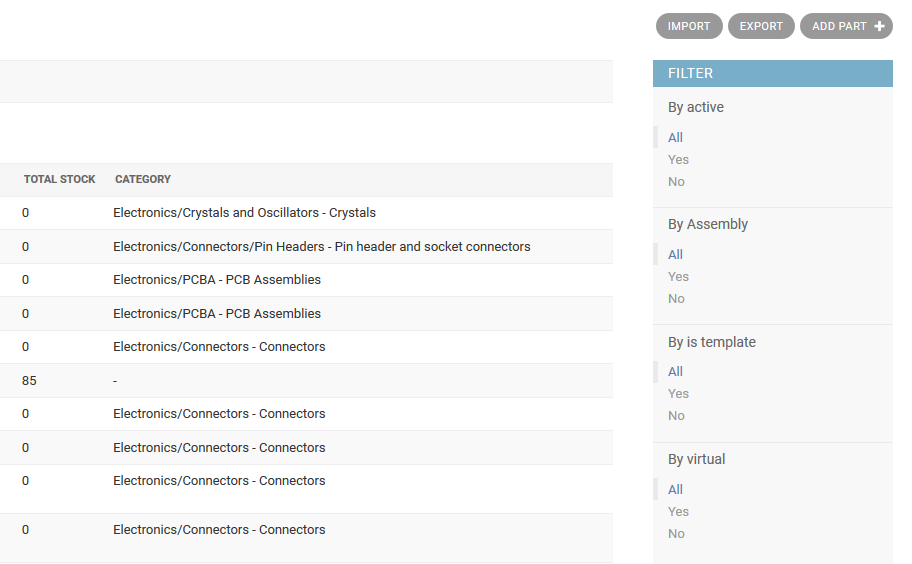 IMPORT EXPORT ADD PART +
FILTER
By active
All
Yes
No
By Assembly
All
Yes
No
By is template
All
Yes
No
By virtual
All
Yes
No
TOTAL STOCK CATEGORY
0 Electronics/Crystals and Oscillators - Crystals
0 Electronics/Connectors/Pin Headers - Pin header and socket connectors
0 Electronics/PCBA - PCB Assemblies
0 Electronics/PCBA - PCB Assemblies
0 Electronics/Connectors - Connectors
85 -
0 Electronics/Connectors - Connectors
0 Electronics/Connectors - Connectors
0 Electronics/Connectors - Connectors
0 Electronics/Connectors - Connectors